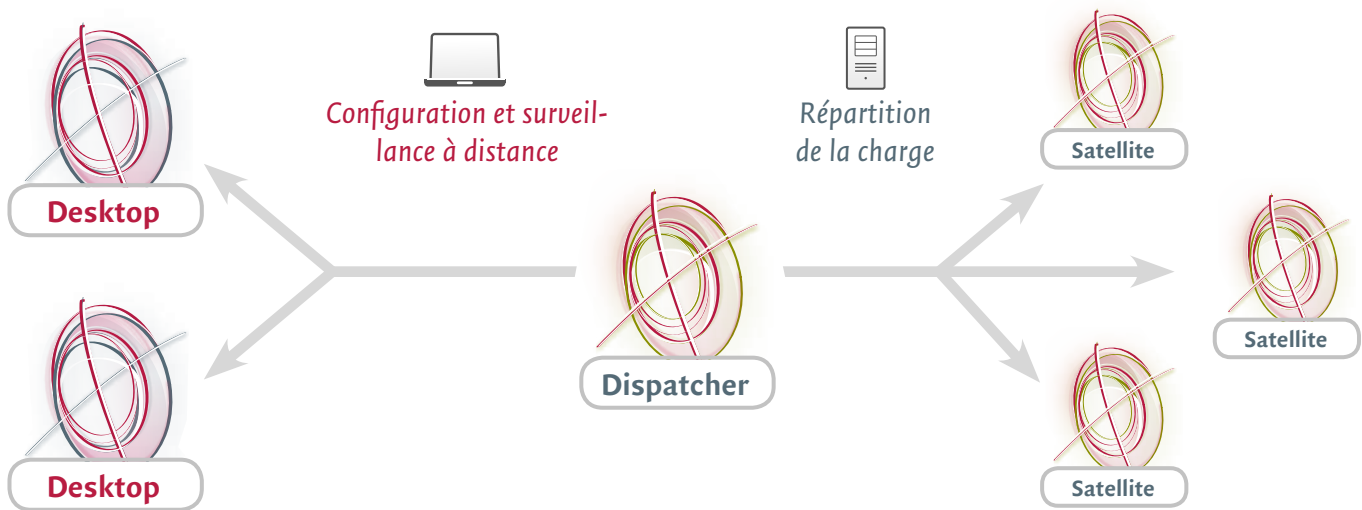 Configuration et surveil-
lance à distance
Répartition
de la charge
Satellite
Desktop
Satellite
Dispatcher
Desktop
Satellite